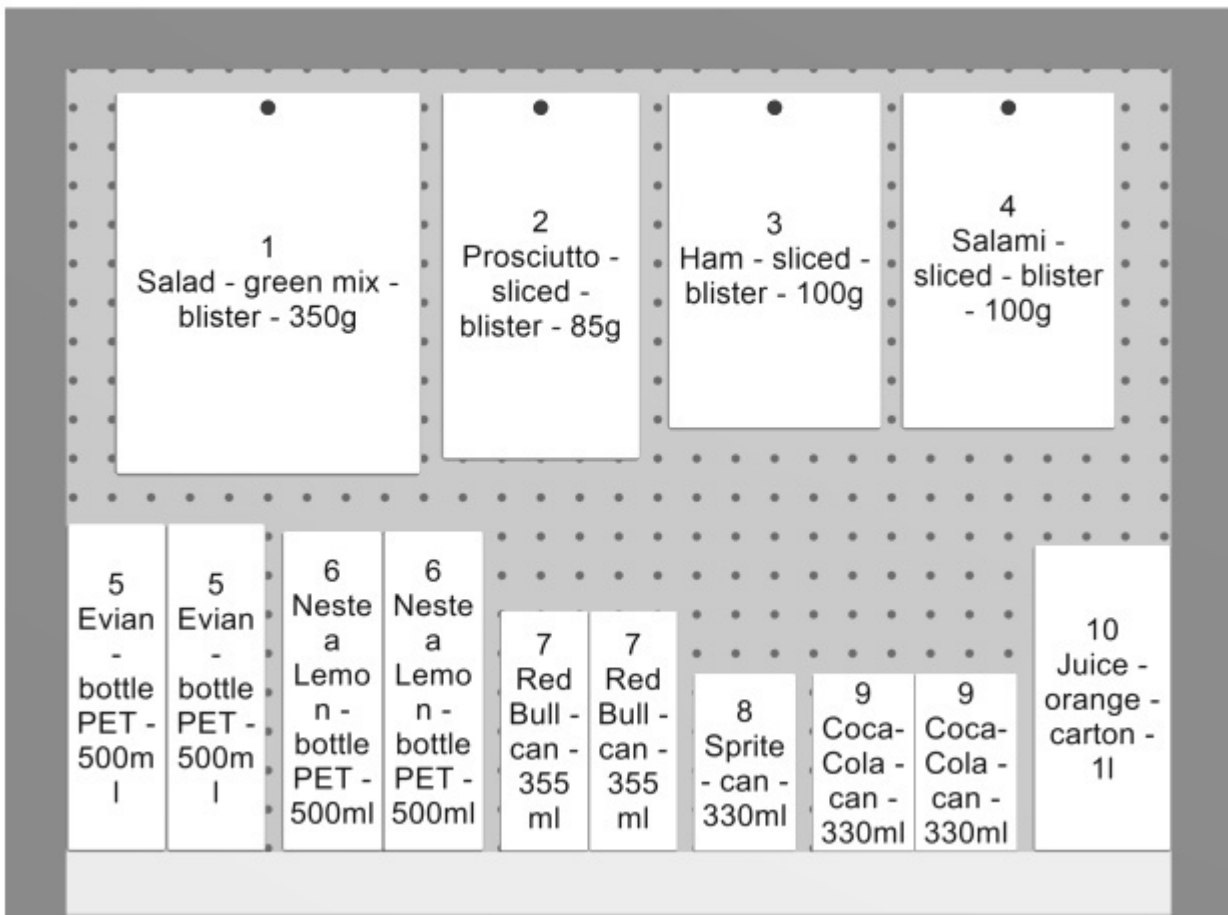 1
Salad - green mix -
blister - 350g
2
Prosciutto -
sliced -
blister - 85g
3
Ham - sliced -
blister - 100g
4
Salami -
sliced - blister
- 100g
5
Evian
-
bottle
PET -
500m
l
5
Evian
-
bottle
PET -
500m
l
6
Neste
a
Lemo
n -
bottle
PET -
500ml
6
Neste
a
Lemo
n -
bottle
PET -
500ml
7
Red
Bull -
can -
355
ml
7
Red
Bull -
can -
355
ml
8
Sprite
- can -
330ml
9
Coca-
Cola -
can -
330ml
9
Coca-
Cola -
can -
330ml
10
Juice -
orange -
carton -
1l